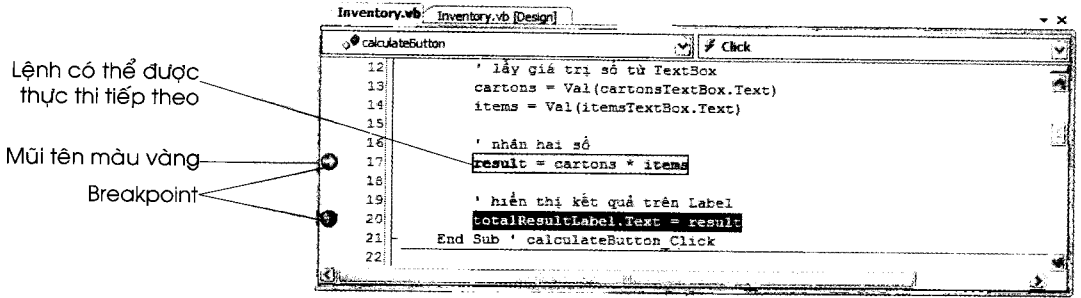 Inventory.vb Inventory.vb [Design]
calculateButton Click
12 ' lấy giá trị số từ TextBox
13 cartons = Val(cartonsTextBox.Text)
14 items = Val(itemsTextBox.Text)
15
16 ' nhân hai số
17 result = cartons * items
18
19 ' hiển thị kết quả trên Label
20 totalResultLabel.Text = result
21 End Sub ' calculateButton_Click
22
Lệnh có thể được
thực thi tiếp theo
Mũi tên màu vàng
Breakpoint